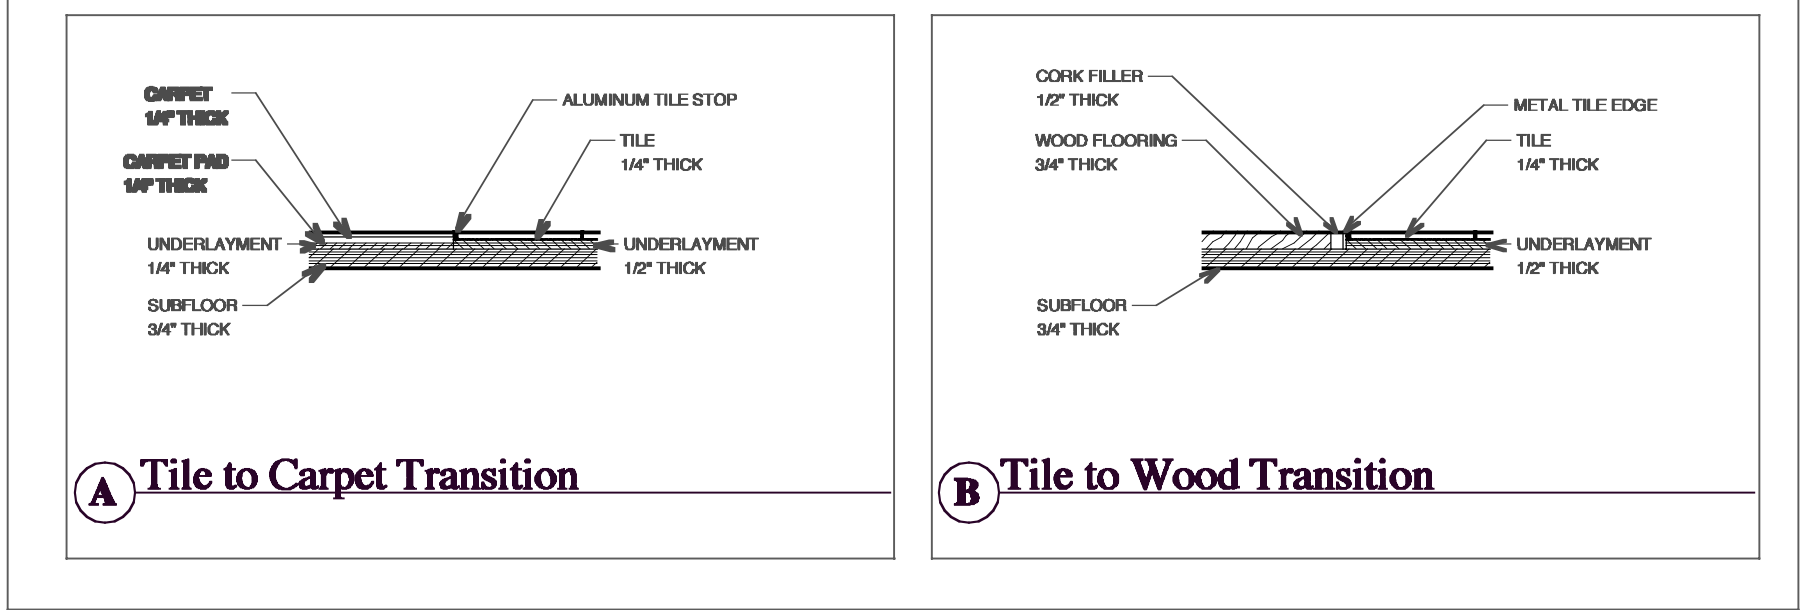 CARPET
1/4" THICK
CARPET PAD
1/4" THICK
UNDERLAYMENT
1/4" THICK
SUBFLOOR
3/4" THICK
ALUMINUM TILE STOP
TILE
1/4" THICK
UNDERLAYMENT
1/2" THICK
A
Tile to Carpet Transition
CORK FILLER
1/2" THICK
WOOD FLOORING
3/4" THICK
SUBFLOOR
3/4" THICK
METAL TILE EDGE
TILE
1/4" THICK
UNDERLAYMENT
1/2" THICK
B
Tile to Wood Transition